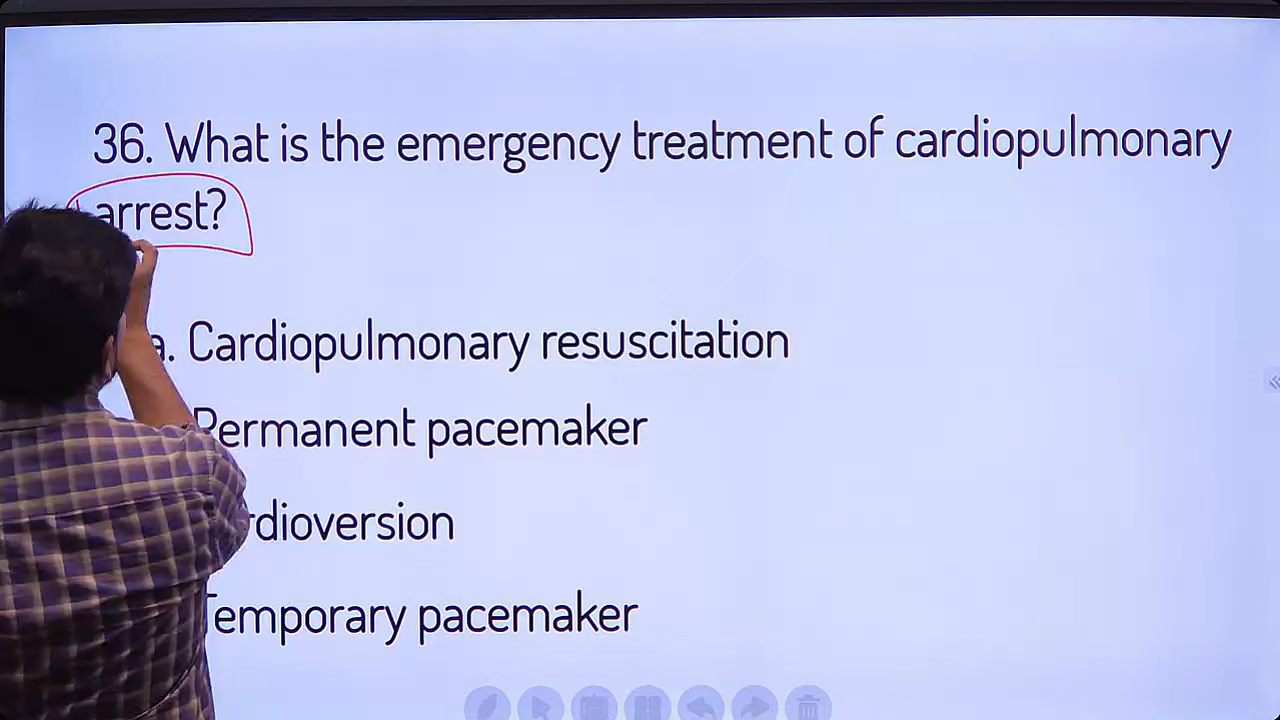 36. What is the emergency treatment of cardiopulmonary
arrest?
a. Cardiopulmonary resuscitation
Permanent pacemaker
rdioversion
Temporary pacemaker